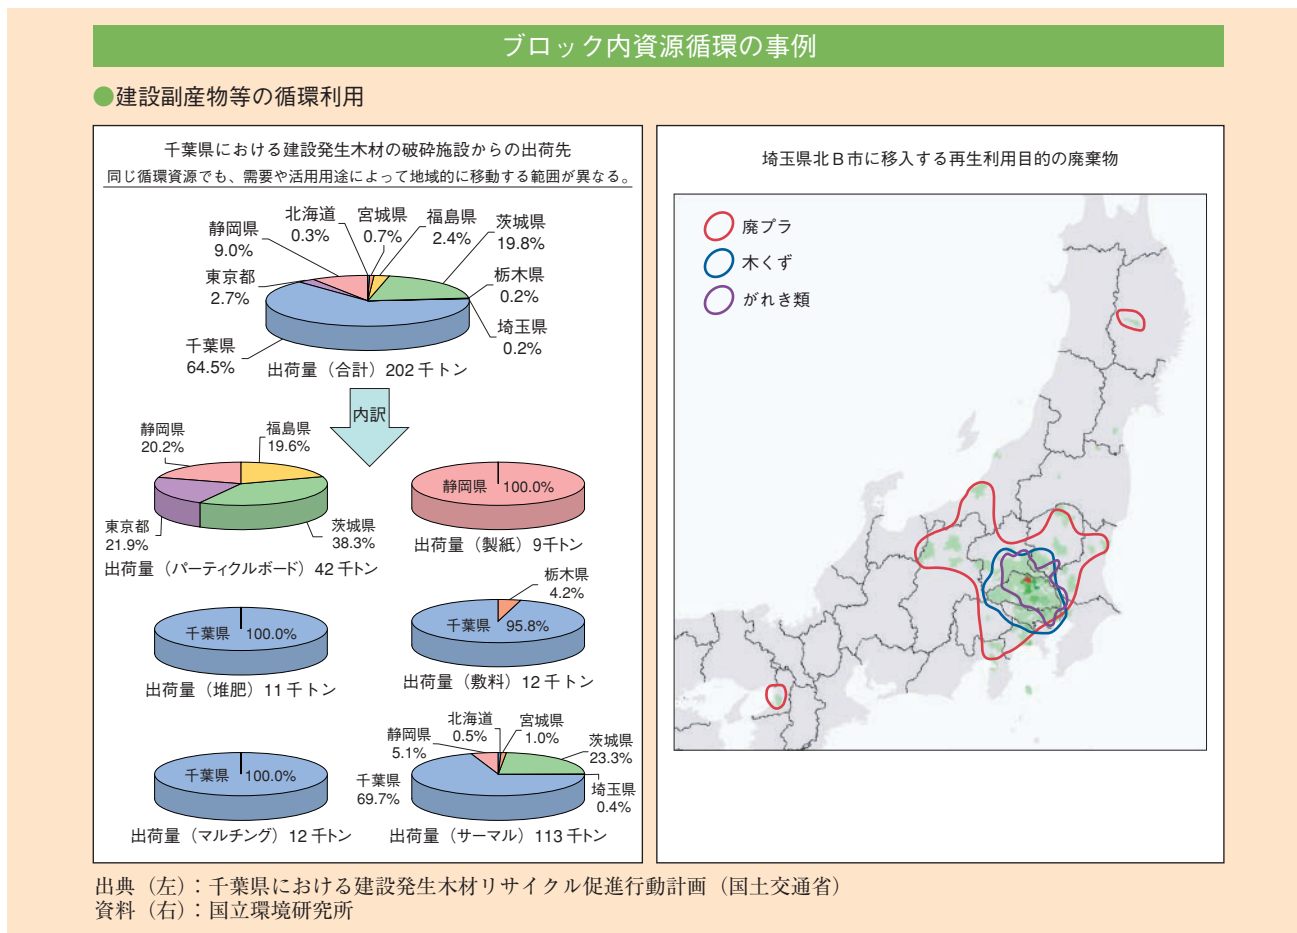 ブロック内資源循環の事例
●建設副産物等の循環利用
千葉県における建設発生木材の破砕施設からの出荷先
同じ循環資源でも、需要や活用用途によって地域的に移動する範囲が異なる。
北海道
0.3%
宮城県
0.7%
福島県
2.4%
茨城県
19.8%
静岡県
9.0%
東京都
2.7%
栃木県
0.2%
埼玉県
0.2%
千葉県
64.5%
出荷量（合計）202千トン
内訳
静岡県
20.2%
福島県
19.6%
東京都
21.9%
茨城県
38.3%
出荷量（パーティクルボード）42千トン
静岡県 100.0%
出荷量（製紙）9千トン
千葉県 100.0%
出荷量（堆肥）11千トン
栃木県
4.2%
千葉県 95.8%
出荷量（敷料）12千トン
千葉県 100.0%
出荷量（マルチング）12千トン
北海道
0.5%
宮城県
1.0%
静岡県
5.1%
茨城県
23.3%
千葉県
69.7%
埼玉県
0.4%
出荷量（サーマル）113千トン
埼玉県北B市に移入する再生利用目的の廃棄物
廃プラ
木くず
がれき類
出典（左）：千葉県における建設発生木材リサイクル促進行動計画（国土交通省）
資料（右）：国立環境研究所